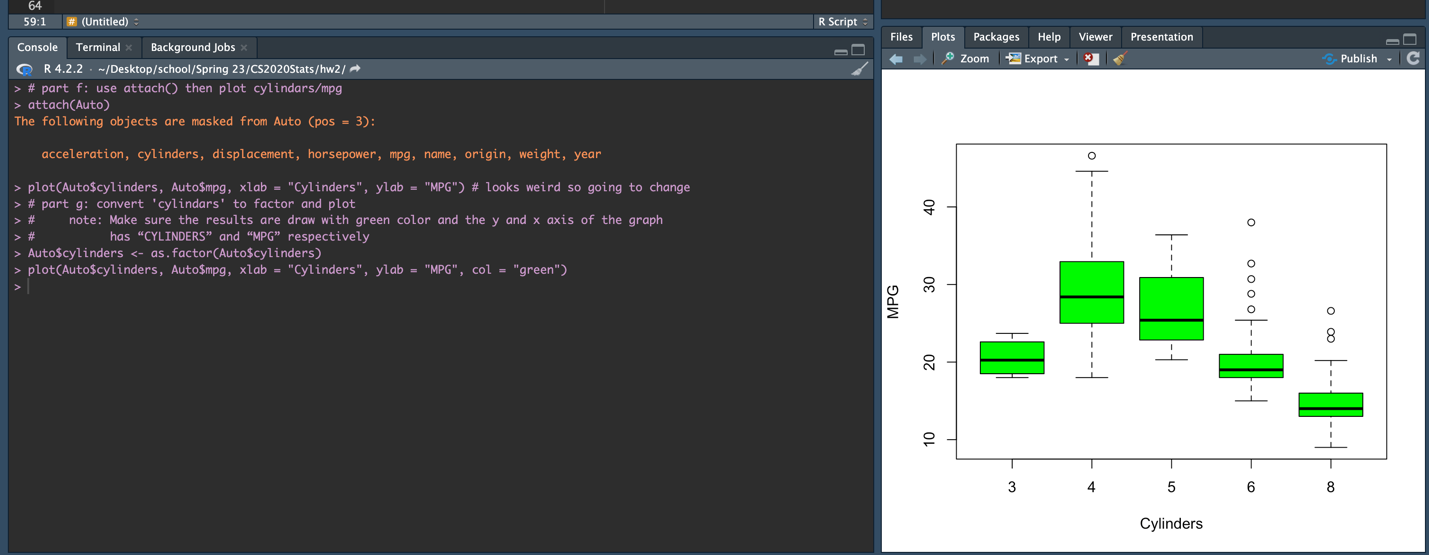 64
59:1 # (Untitled) R Script
Console Terminal × Background Jobs ×
R R 4.2.2 · ~/Desktop/school/Spring 23/CS2020Stats/hw2/
> # part f: use attach() then plot cylindars/mpg
> attach(Auto)
The following objects are masked from Auto (pos = 3):
acceleration, cylinders, displacement, horsepower, mpg, name, origin, weight, year
> plot(Auto$cylinders, Auto$mpg, xlab = "Cylinders", ylab = "MPG") # looks weird so going to change
> # part g: convert 'cylindars' to factor and plot
> #     note: Make sure the results are draw with green color and the y and x axis of the graph
> #           has “CYLINDERS” and “MPG” respectively
> Auto$cylinders <- as.factor(Auto$cylinders)
> plot(Auto$cylinders, Auto$mpg, xlab = "Cylinders", ylab = "MPG", col = "green")
>
Files Plots Packages Help Viewer Presentation
Zoom Export Publish
MPG
40
30
20
10
3 4 5 6 8
Cylinders